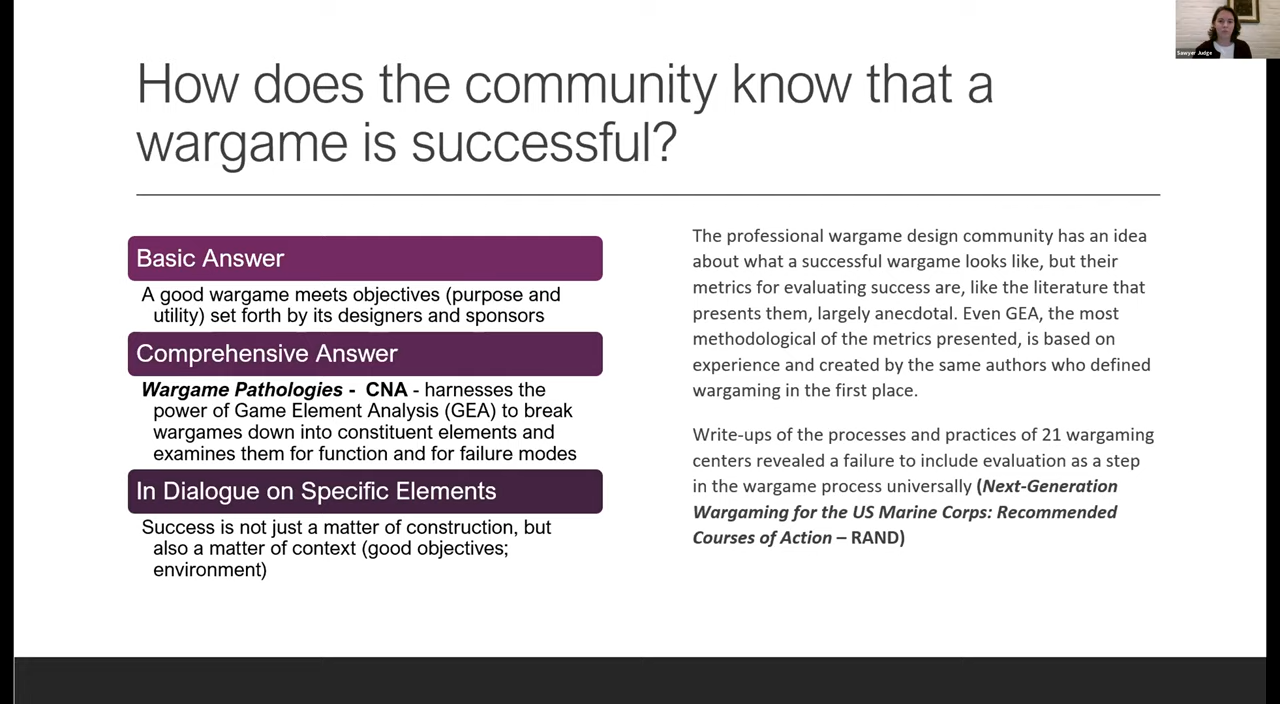 How does the community know that a
wargame is successful?
Basic Answer
A good wargame meets objectives (purpose and
utility) set forth by its designers and sponsors
Comprehensive Answer
Wargame Pathologies - CNA - harnesses the
power of Game Element Analysis (GEA) to break
wargames down into constituent elements and
examines them for function and for failure modes
In Dialogue on Specific Elements
Success is not just a matter of construction, but
also a matter of context (good objectives;
environment)
The professional wargame design community has an idea
about what a successful wargame looks like, but their
metrics for evaluating success are, like the literature that
presents them, largely anecdotal. Even GEA, the most
methodological of the metrics presented, is based on
experience and created by the same authors who defined
wargaming in the first place.
Write-ups of the processes and practices of 21 wargaming
centers revealed a failure to include evaluation as a step
in the wargame process universally (Next-Generation
Wargaming for the US Marine Corps: Recommended
Courses of Action – RAND)
Sawyer Judge